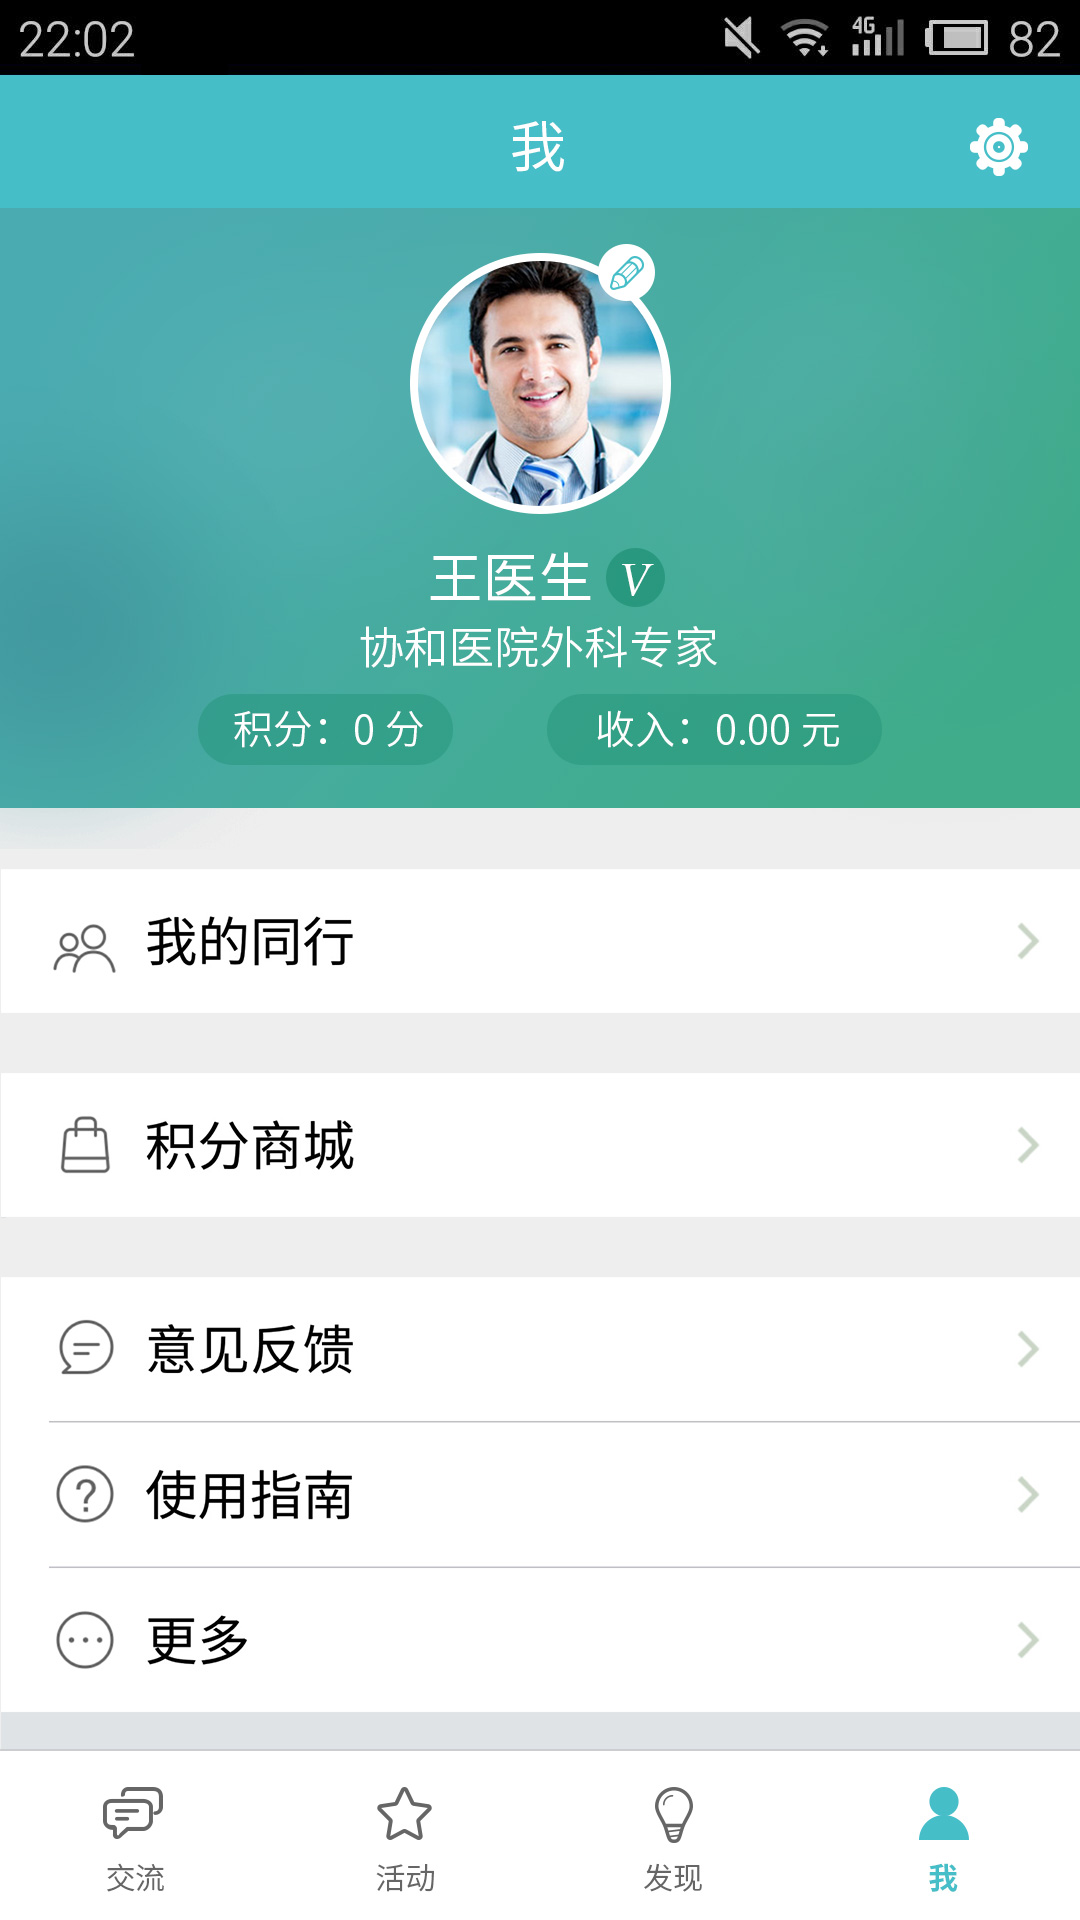 22:02 4G 82
我
王医生 V
协和医院外科专家
积分：0 分 收入：0.00 元
我的同行
积分商城
意见反馈
使用指南
更多
交流 活动 发现 我